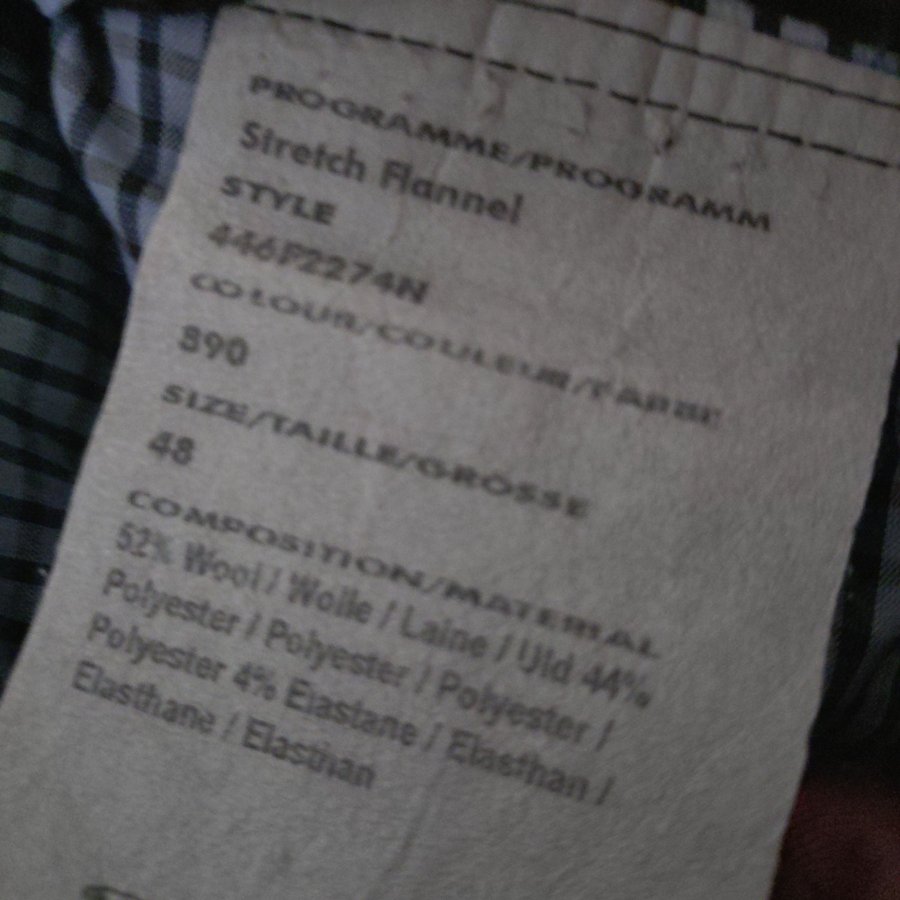 PROGRAMME/PROGRAMM
Stretch Flannel
STYLE
446F2274N
COLOUR/COULEUR/FARBE
890
SIZE/TAILLE/GRÖSSE
48
COMPOSITION/MATERIAL
52% Wool / Wolle / Laine / Uld 44%
Polyester / Polyester / Polyester /
Polyester 4% Elastane / Elasthan /
Elasthane / Elasthan